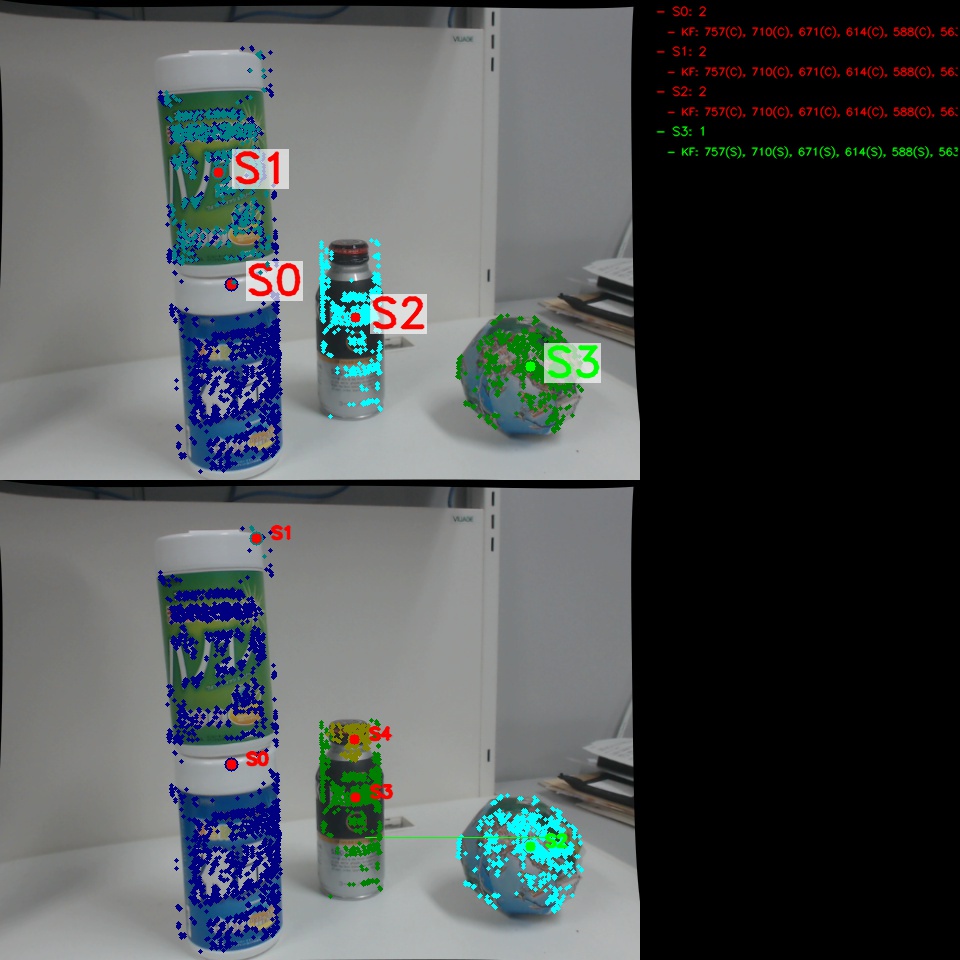 - S0: 2
- KF: 757(C), 710(C), 671(C), 614(C), 588(C), 56
- S1: 2
- KF: 757(C), 710(C), 671(C), 614(C), 588(C), 56
- S2: 2
- KF: 757(C), 710(C), 671(C), 614(C), 588(C), 56
- S3: 1
- KF: 757(S), 710(S), 671(S), 614(S), 588(S), 563
S1
S0
S2
S3
S1
S0
S4
S3